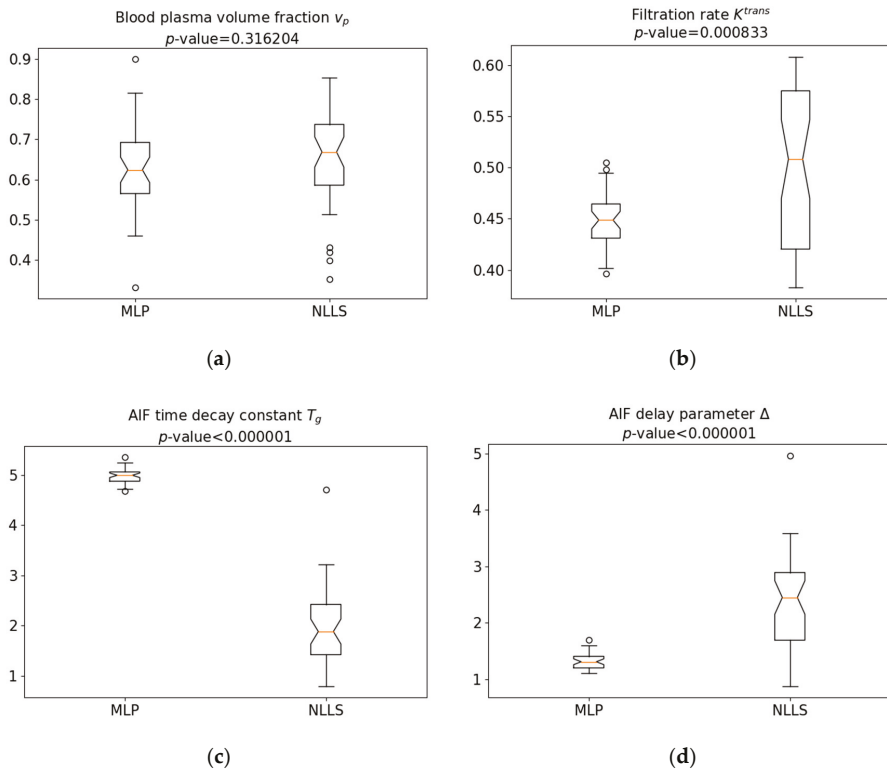 Blood plasma volume fraction vₚ
p-value=0.316204
0.9
0.8
0.7
0.6
0.5
0.4
MLP
NLLS
(a)
Filtration rate Kᵗʳᵃⁿˢ
p-value=0.000833
0.60
0.55
0.50
0.45
0.40
MLP
NLLS
(b)
AIF time decay constant T_g
p-value<0.000001
5
4
3
2
1
MLP
NLLS
(c)
AIF delay parameter Δ
p-value<0.000001
5
4
3
2
1
MLP
NLLS
(d)